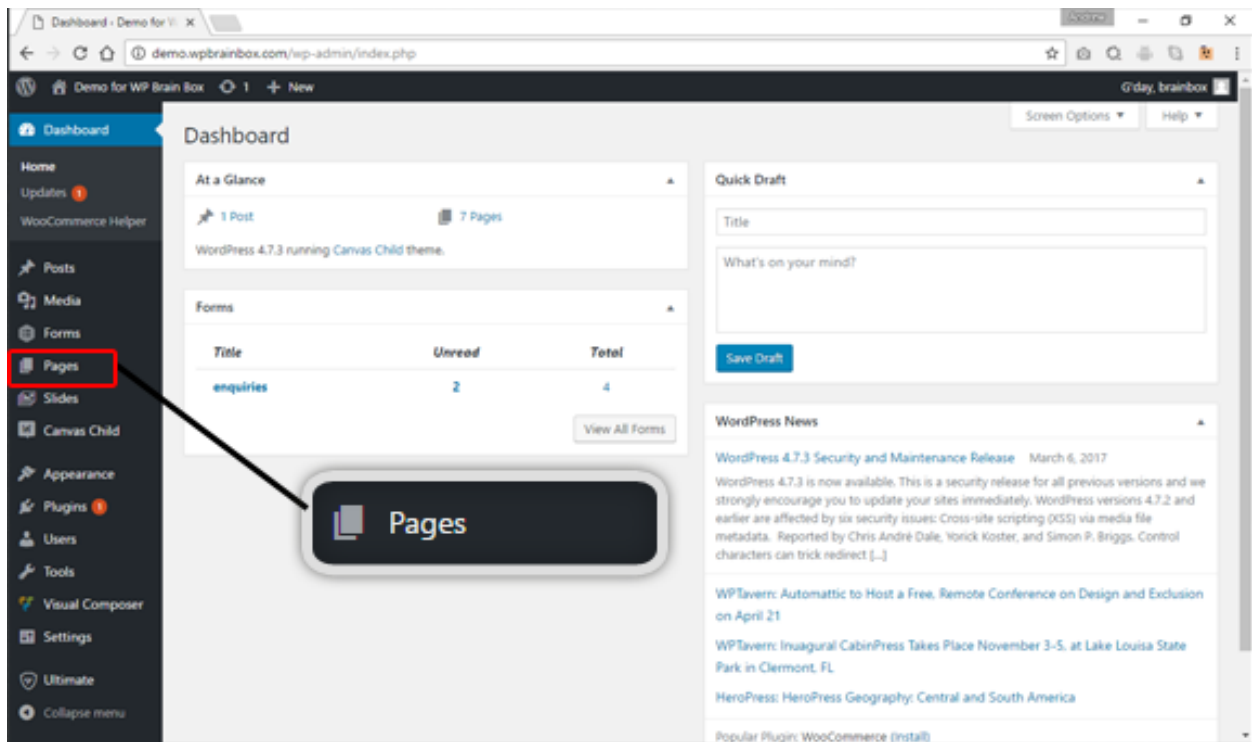 Dashboard ‹ Demo for W
Andrew
demo.wpbrainbox.com/wp-admin/index.php
Demo for WP Brain Box 1 + New
G'day, brainbox
Screen Options
Help
Dashboard
Home
Updates 1
WooCommerce Helper
Posts
Media
Forms
Pages
Slides
Canvas Child
Appearance
Plugins 1
Users
Tools
Visual Composer
Settings
Ultimate
Collapse menu
Dashboard
At a Glance
1 Post
7 Pages
WordPress 4.7.3 running Canvas Child theme.
Forms
Title Unread Total
enquiries 2 4
View All Forms
Pages
Quick Draft
Title
What's on your mind?
Save Draft
WordPress News
WordPress 4.7.3 Security and Maintenance Release March 6, 2017
WordPress 4.7.3 is now available. This is a security release for all previous versions and we
strongly encourage you to update your sites immediately. WordPress versions 4.7.2 and
earlier are affected by six security issues: Cross-site scripting (XSS) via media file
metadata. Reported by Chris André Dale, Yorick Koster, and Simon P. Briggs. Control
characters can trick redirect […]
WPTavern: Automattic to Host a Free, Remote Conference on Design and Exclusion
on April 21
WPTavern: Inuagural CabinPress Takes Place November 3-5, at Lake Louisa State
Park in Clermont, FL
HeroPress: HeroPress Geography: Central and South America
Popular Plugin: WooCommerce (Install)